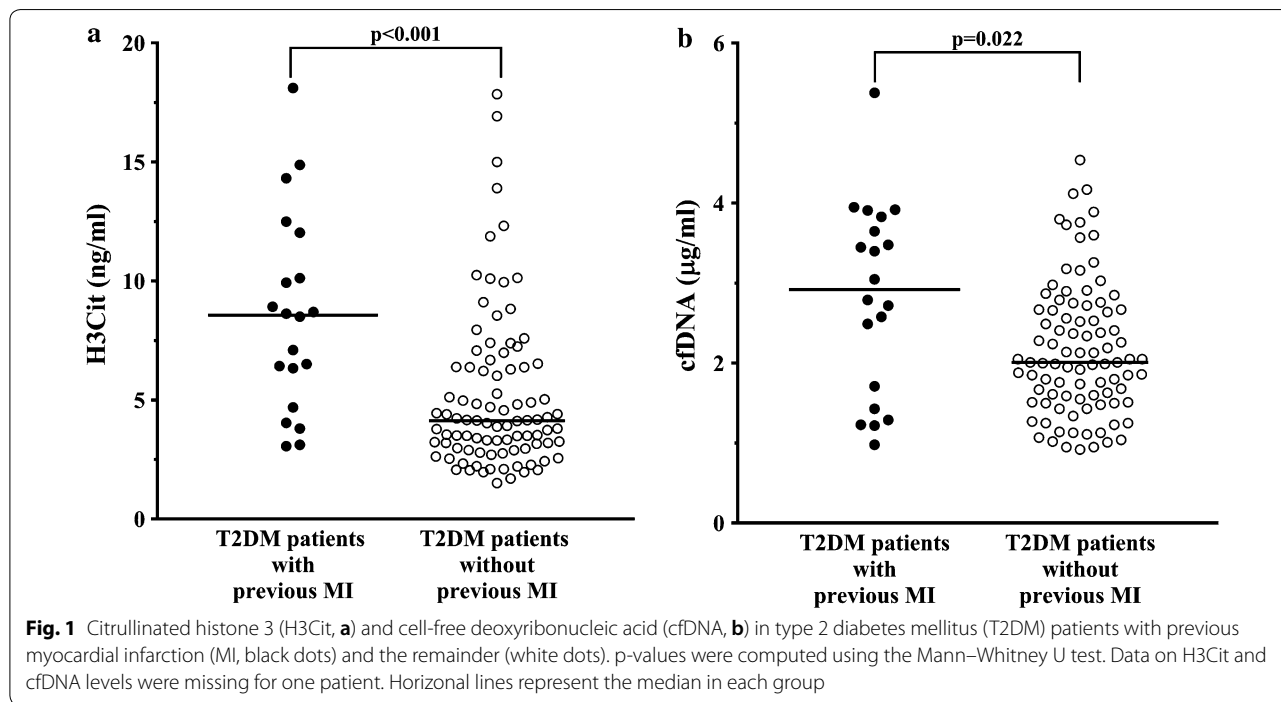 a
p<0.001
20
15
10
5
0
H3Cit (ng/ml)
T2DM patients
with
previous MI
T2DM patients
without
previous MI
b
p=0.022
6
4
2
0
cfDNA (μg/ml)
T2DM patients
with
previous MI
T2DM patients
without
previous MI
Fig. 1 Citrullinated histone 3 (H3Cit, a) and cell-free deoxyribonucleic acid (cfDNA, b) in type 2 diabetes mellitus (T2DM) patients with previous
myocardial infarction (MI, black dots) and the remainder (white dots). p-values were computed using the Mann–Whitney U test. Data on H3Cit and
cfDNA levels were missing for one patient. Horizonal lines represent the median in each group